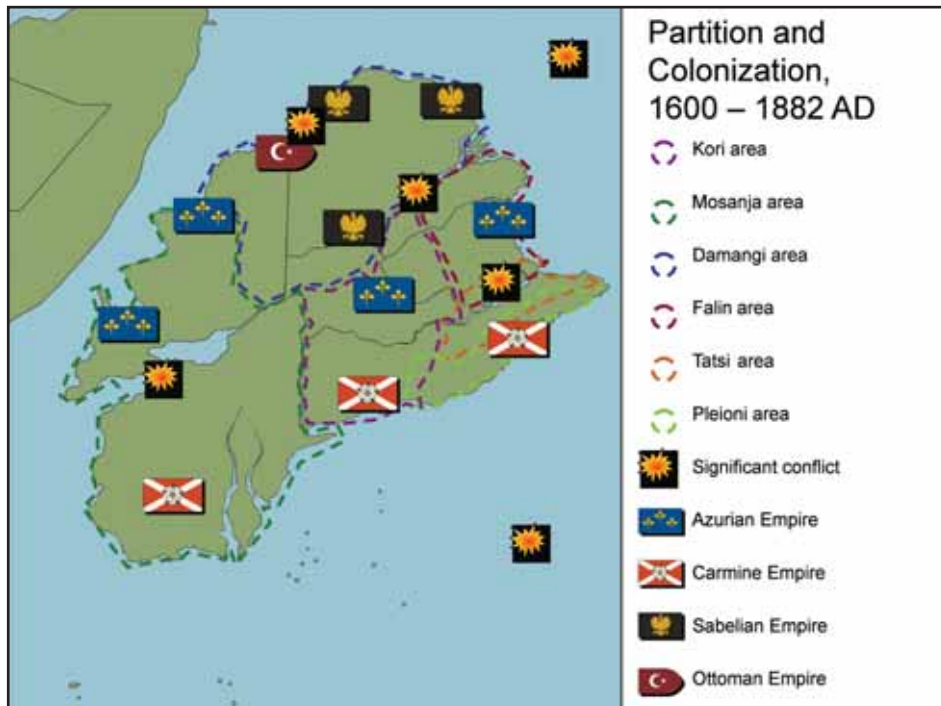 Partition and
Colonization,
1600 – 1882 AD
Kori area
Mosanja area
Damangi area
Falin area
Tatsi area
Pleioni area
Significant conflict
Azurian Empire
Carmine Empire
Sabelian Empire
Ottoman Empire